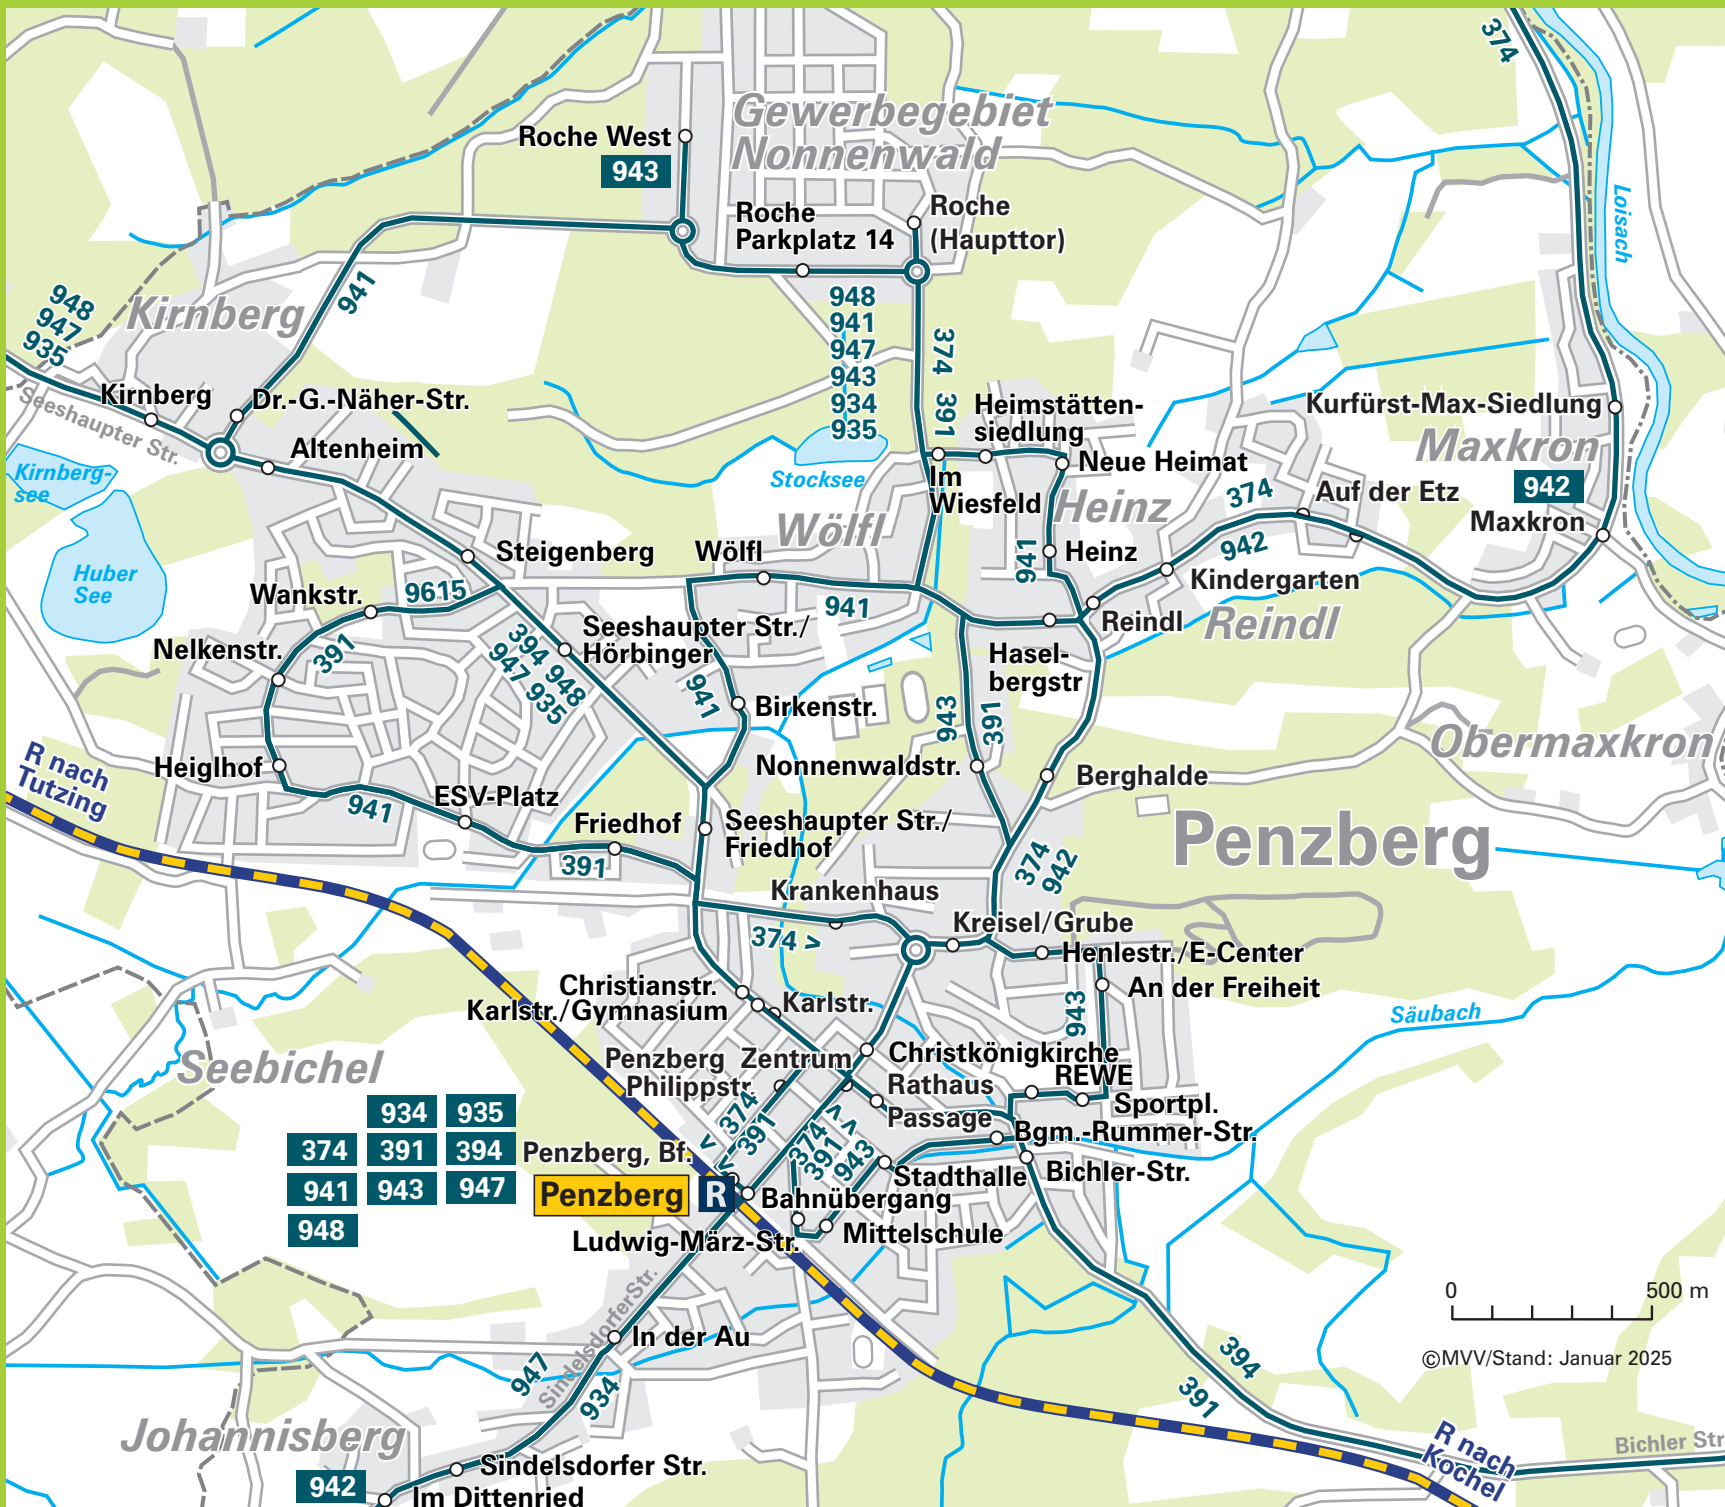 374
Gewerbegebiet
Nonnenwald
Roche West
943
Roche
Parkplatz 14
Roche
(Haupttor)
Loisach
948
947
935
Kirnberg
941
948
941
947
943
934
935
374
391
Kirnberg
Seeshaupter Str.
Dr.-G.-Näher-Str.
Altenheim
Heimstätten-
siedlung
Kurfürst-Max-Siedlung
Maxkron
942
Maxkron
Kirnberg-
see
Stocksee
Im
Wiesfeld
Neue Heimat
Heinz
374
Auf der Etz
Wölfl
Huber
See
Steigenberg
Wölfl
941
Heinz
942
Kindergarten
Wankstr.
9615
941
Reindl
Reindl
Nelkenstr.
391
394 948
947 935
Seeshaupter Str./
Hörbinger
941
Hasel-
bergstr
Birkenstr.
943
391
Obermaxkron
R nach
Tutzing
Heiglhof
941
ESV-Platz
Nonnenwaldstr.
Berghalde
Friedhof
391
Seeshaupter Str./
Friedhof
Penzberg
374
942
Krankenhaus
374 >
Kreisel/Grube
Henlestr./E-Center
Christianstr.
Karlstr./Gymnasium
Karlstr.
An der Freiheit
943
Säubach
Seebichel
Penzberg Zentrum
Philippstr.
Christkönigkirche
REWE
Rathaus
Passage
Sportpl.
< 374
< 391
374 >
391 >
943
934
935
374
391
394
941
943
947
948
Penzberg, Bf.
Penzberg
R
Bgm.-Rummer-Str.
Stadthalle
Bichler-Str.
Bahnübergang
Ludwig-März-Str.
Mittelschule
Sindelsdorfer Str.
In der Au
947
934
0 500 m
©MVV/Stand: Januar 2025
394
391
Johannisberg
942
Sindelsdorfer Str.
Im Dittenried
R nach
Kochel
Bichler Str